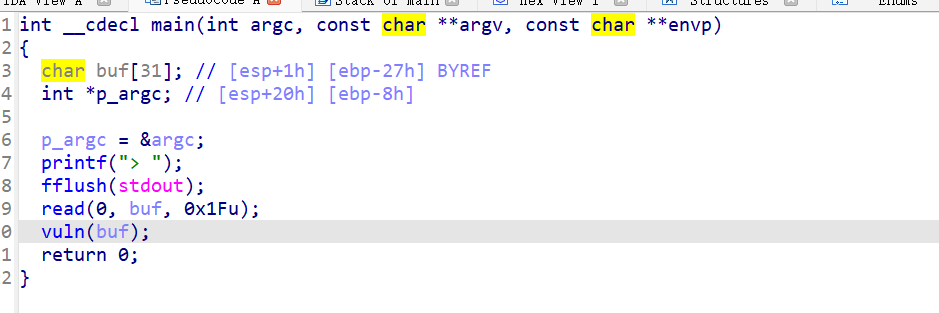 IDA View A Pseudocode A Stack of main Hex View 1 Structures Enums
1 int __cdecl main(int argc, const char **argv, const char **envp)
2 {
3   char buf[31]; // [esp+1h] [ebp-27h] BYREF
4   int *p_argc; // [esp+20h] [ebp-8h]
5
6   p_argc = &argc;
7   printf("> ");
8   fflush(stdout);
9   read(0, buf, 0x1Fu);
0   vuln(buf);
1   return 0;
2 }